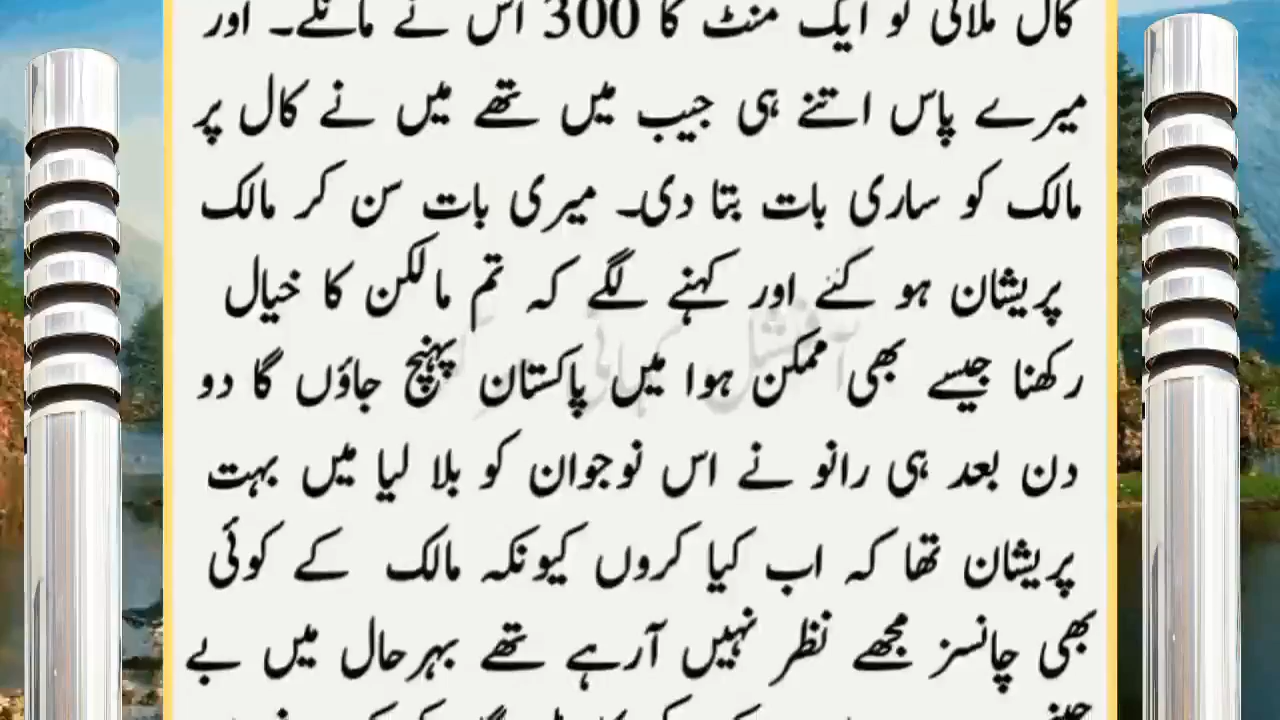 کال ملائی تو ایک منٹ کا 300 اس نے مانگے۔ اور
میرے پاس اتنے ہی جیب میں تھے میں نے کال پر
مالک کو ساری بات بتا دی۔ میری بات سن کر مالک
پریشان ہو گئے اور کہنے لگے کہ تم مالکن کا خیال
رکھنا جیسے بھی ممکن ہوا میں پاکستان پہنچ جاؤں گا دو
دن بعد ہی رانو نے اس نوجوان کو بلا لیا میں بہت
پریشان تھا کہ اب کیا کروں کیونکہ مالک کے کوئی
بھی چانسز مجھے نظر نہیں آرہے تھے بہرحال میں بے